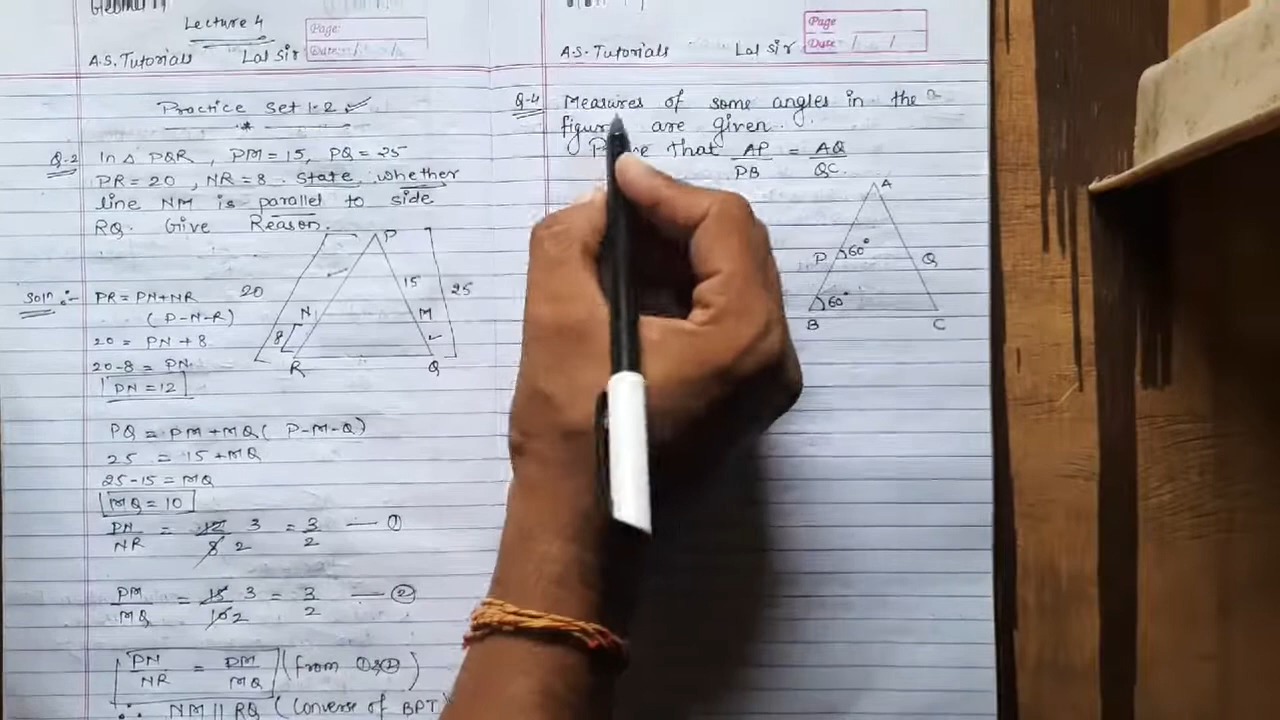 Geometry
Lecture 4
Page:
Date: / /
A.S. Tutorials Lal Sir
Practice Set 1.2
Q.2 In △ PQR, PM = 15, PQ = 25
PR = 20, NR = 8. State whether
line NM is parallel to side
RQ. Give Reason.
P
20 15 25
N M
8
R Q
Soln:- PR = PN+NR
(P-N-R)
20 = PN + 8
20-8 = PN
PN = 12
PQ = PM + MQ (P-M-Q)
25 = 15 + MQ
25-15 = MQ
MQ = 10
PN/NR = 12/8 3/2 = 3/2 — ①
PM/MQ = 15/10 3/2 = 3/2 — ②
PN/NR = PM/MQ (from ①&②)
∴ NM || RQ (Converse of BPT)
Page
Date / /
A.S. Tutorials Lal Sir
Q.4 Measures of some angles in the
figure are given.
that AP/PB = AQ/QC.
A
P 60° Q
60°
B C